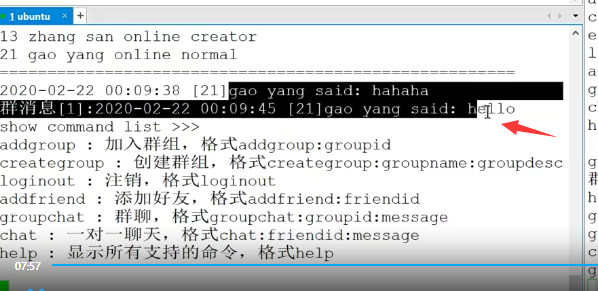 1 ubuntu
13 zhang san online creator
21 gao yang online normal
==================================================
2020-02-22 00:09:38 [21]gao yang said: hahaha
群消息[1]:2020-02-22 00:09:45 [21]gao yang said: hello
show command list >>>
addgroup : 加入群组，格式addgroup:groupid
creategroup : 创建群组，格式creategroup:groupname:groupdesc
loginout : 注销，格式loginout
addfriend : 添加好友，格式addfriend:friendid
groupchat : 群聊，格式groupchat:groupid:message
chat : 一对一聊天，格式chat:friendid:message
help : 显示所有支持的命令，格式help
07:57